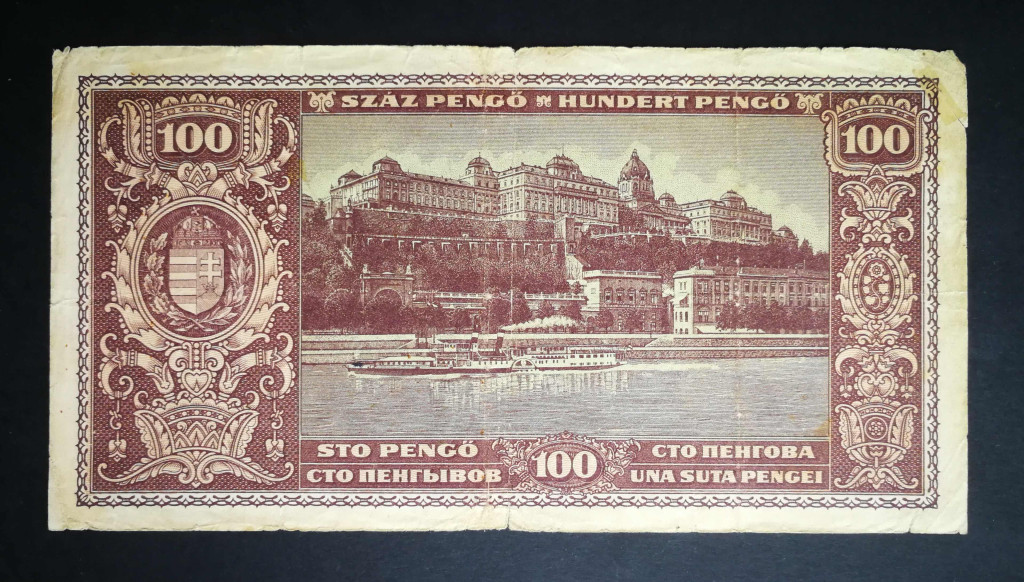 SZÁZ PENGŐ HUNDERT PENGŐ
100
100
STO PENGŐ
СТО ПЕНГЫВОВ
100
СТО ПЕНГОВА
UNA SUTA PENGEI